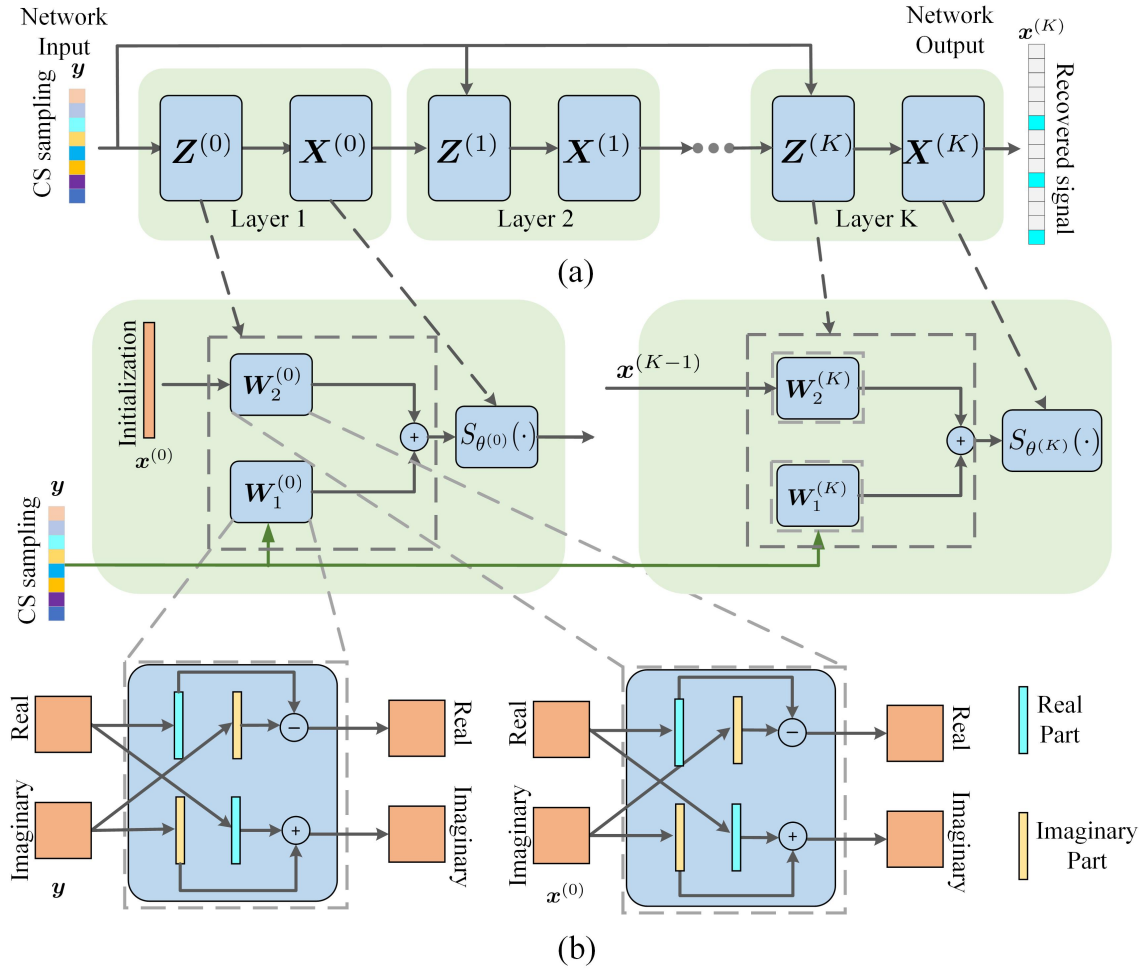 Network
Input
y
CS sampling
Z^(0)
X^(0)
Layer 1
Z^(1)
X^(1)
Layer 2
Z^(K)
X^(K)
Layer K
Network
Output
x^(K)
Recovered signal
(a)
Initialization
x^(0)
W_2^(0)
W_1^(0)
+
S_θ^(0)(·)
x^(K−1)
W_2^(K)
W_1^(K)
+
S_θ^(K)(·)
y
CS sampling
Real
Imaginary
y
−
+
Real
Imaginary
Real
Imaginary
x^(0)
−
+
Real
Imaginary
Real
Part
Imaginary
Part
(b)